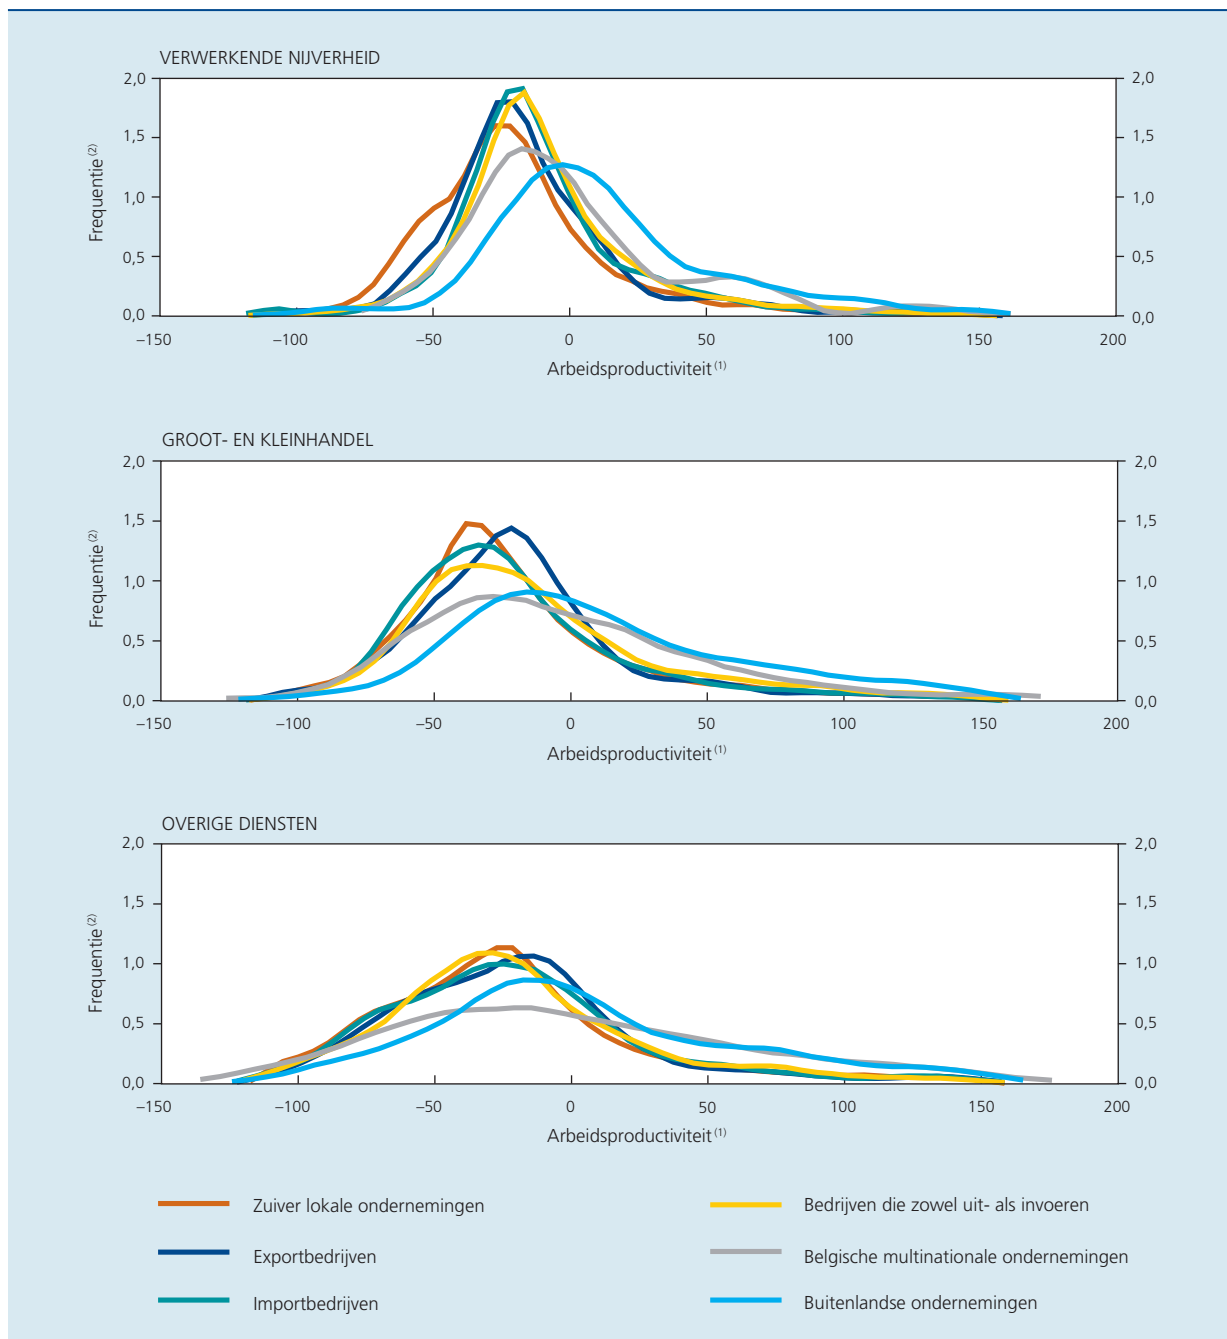 VERWERKENDE NIJVERHEID
2,0 2,0
1,5 1,5
1,0 1,0
0,5 0,5
0,0 0,0
Frequentie (2)
–150 –100 –50 0 50 100 150 200
Arbeidsproductiviteit (1)
GROOT- EN KLEINHANDEL
2,0 2,0
1,5 1,5
1,0 1,0
0,5 0,5
0,0 0,0
Frequentie (2)
–150 –100 –50 0 50 100 150 200
Arbeidsproductiviteit (1)
OVERIGE DIENSTEN
2,0 2,0
1,5 1,5
1,0 1,0
0,5 0,5
0,0 0,0
Frequentie (2)
–150 –100 –50 0 50 100 150 200
Arbeidsproductiviteit (1)
Zuiver lokale ondernemingen
Exportbedrijven
Importbedrijven
Bedrijven die zowel uit- als invoeren
Belgische multinationale ondernemingen
Buitenlandse ondernemingen